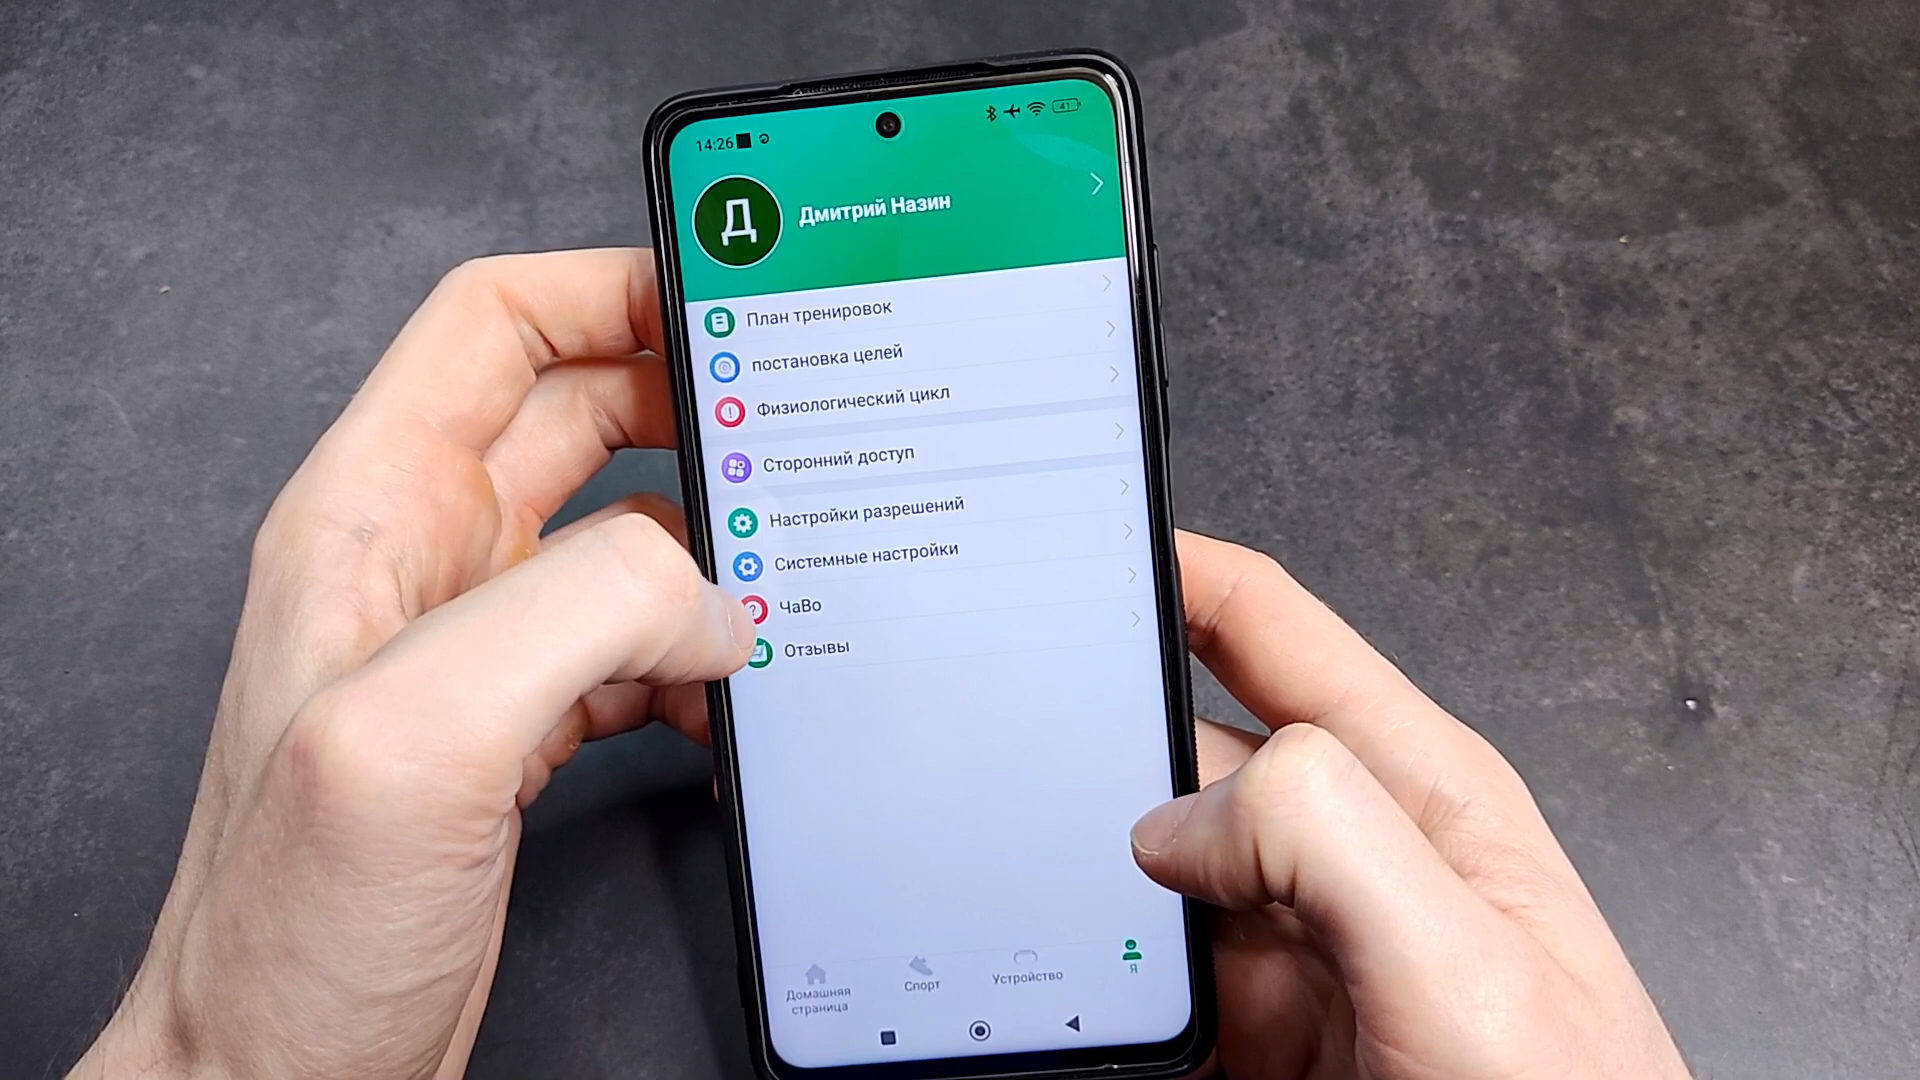 14:26
41
Д
Дмитрий Назин
План тренировок
постановка целей
Физиологический цикл
Сторонний доступ
Настройки разрешений
Системные настройки
ЧаВо
Отзывы
Домашняя
страница
Спорт
Устройство
Я